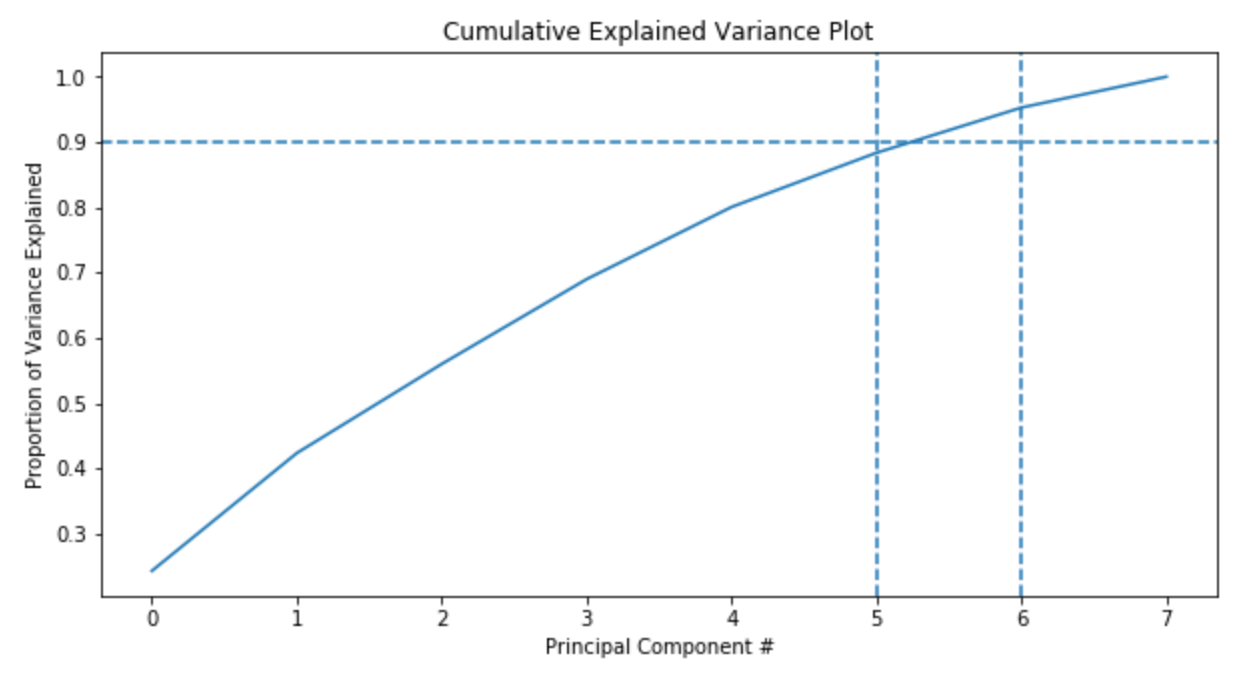 Cumulative Explained Variance Plot
Proportion of Variance Explained
1.0
0.9
0.8
0.7
0.6
0.5
0.4
0.3
0 1 2 3 4 5 6 7
Principal Component #